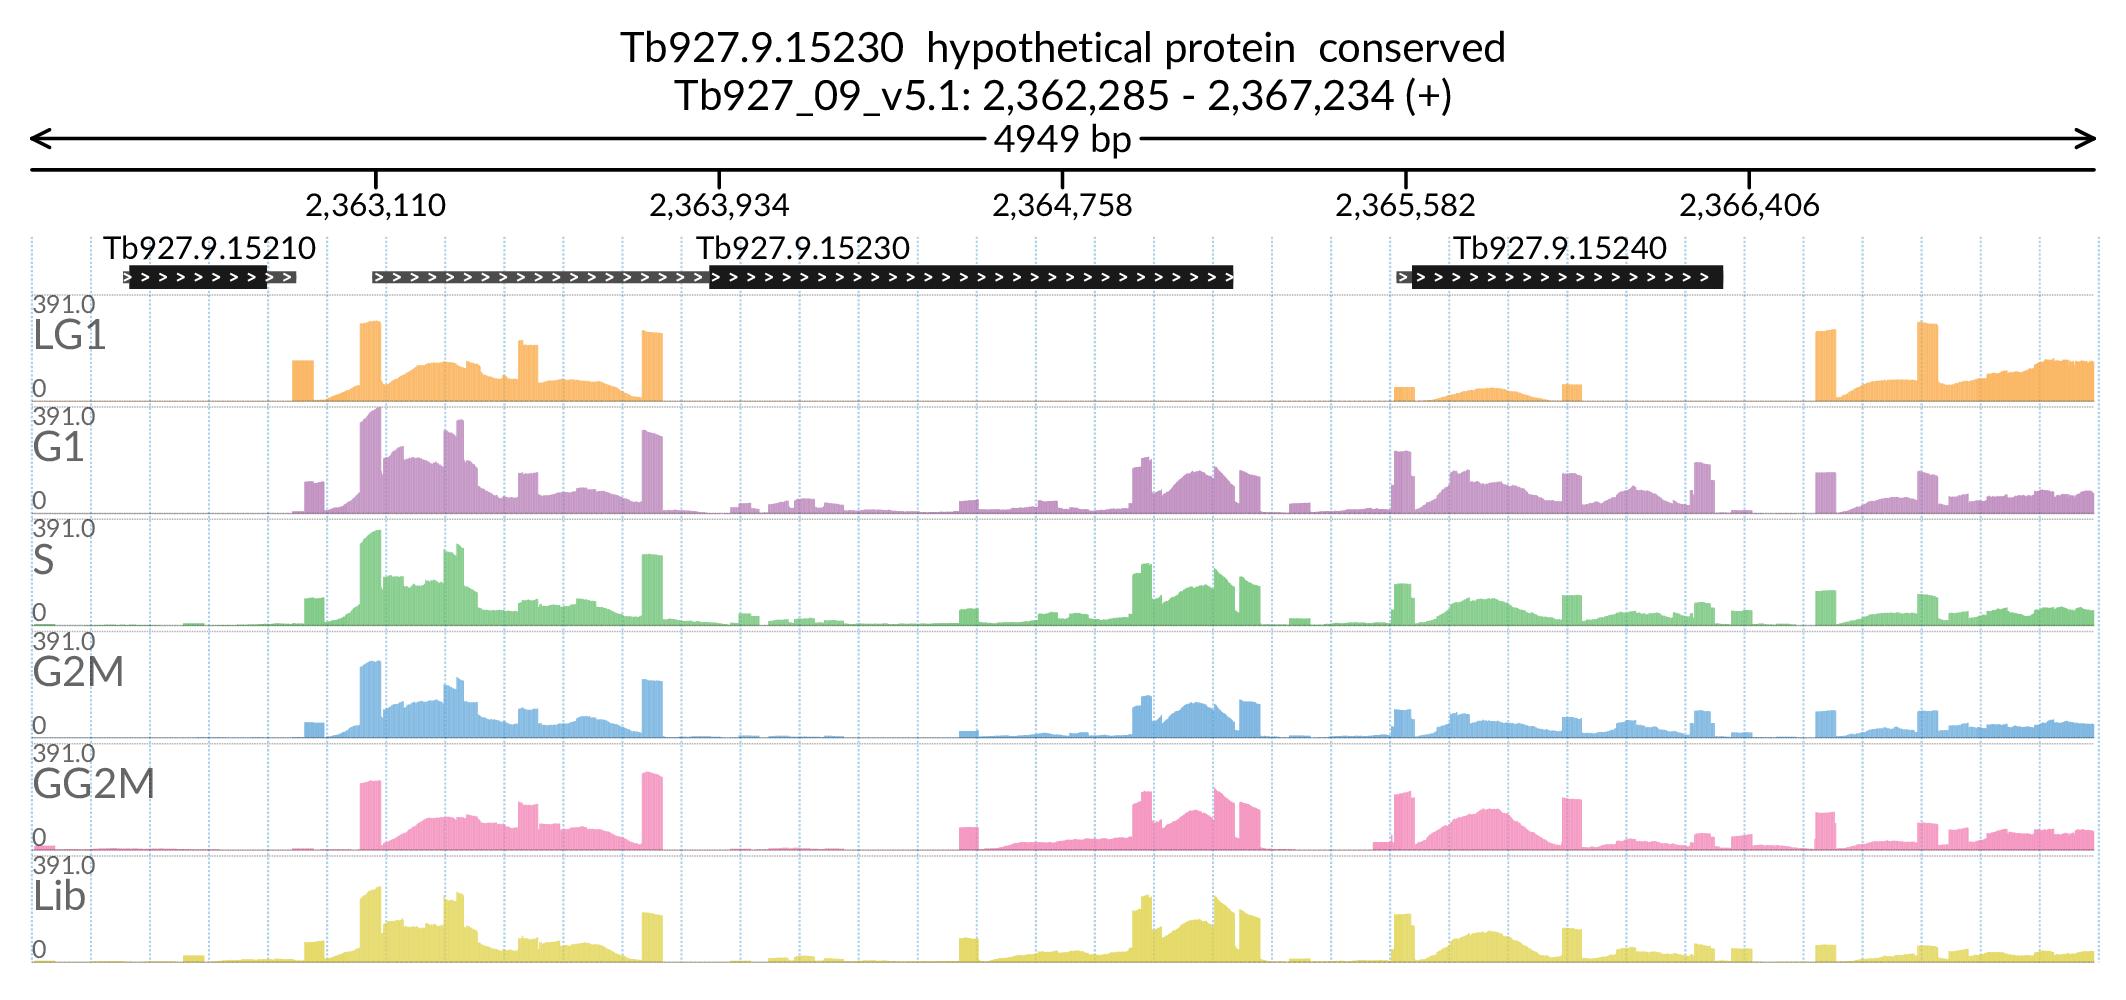 Tb927.9.15230 hypothetical protein conserved
Tb927_09_v5.1: 2,362,285 - 2,367,234 (+)
4949 bp
2,363,110 2,363,934 2,364,758 2,365,582 2,366,406
Tb927.9.15210 Tb927.9.15230 Tb927.9.15240
391.0
LG1
0
391.0
G1
0
391.0
S
0
391.0
G2M
0
391.0
GG2M
0
391.0
Lib
0